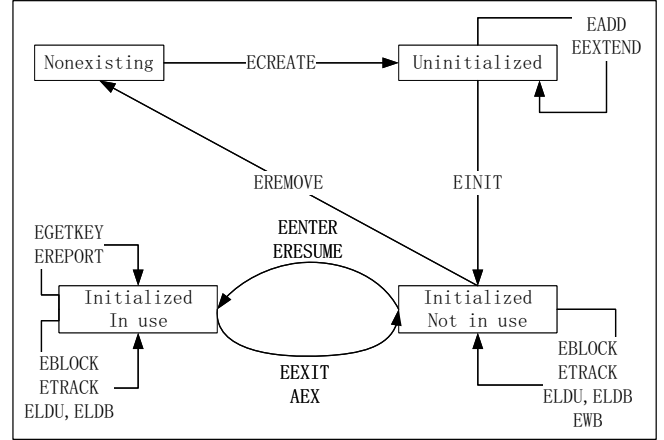 Nonexisting
ECREATE
Uninitialized
EADD
EEXTEND
EREMOVE
EINIT
EGETKEY
EREPORT
EENTER
ERESUME
Initialized
In use
Initialized
Not in use
EBLOCK
ETRACK
ELDU, ELDB
EEXIT
AEX
EBLOCK
ETRACK
ELDU, ELDB
EWB